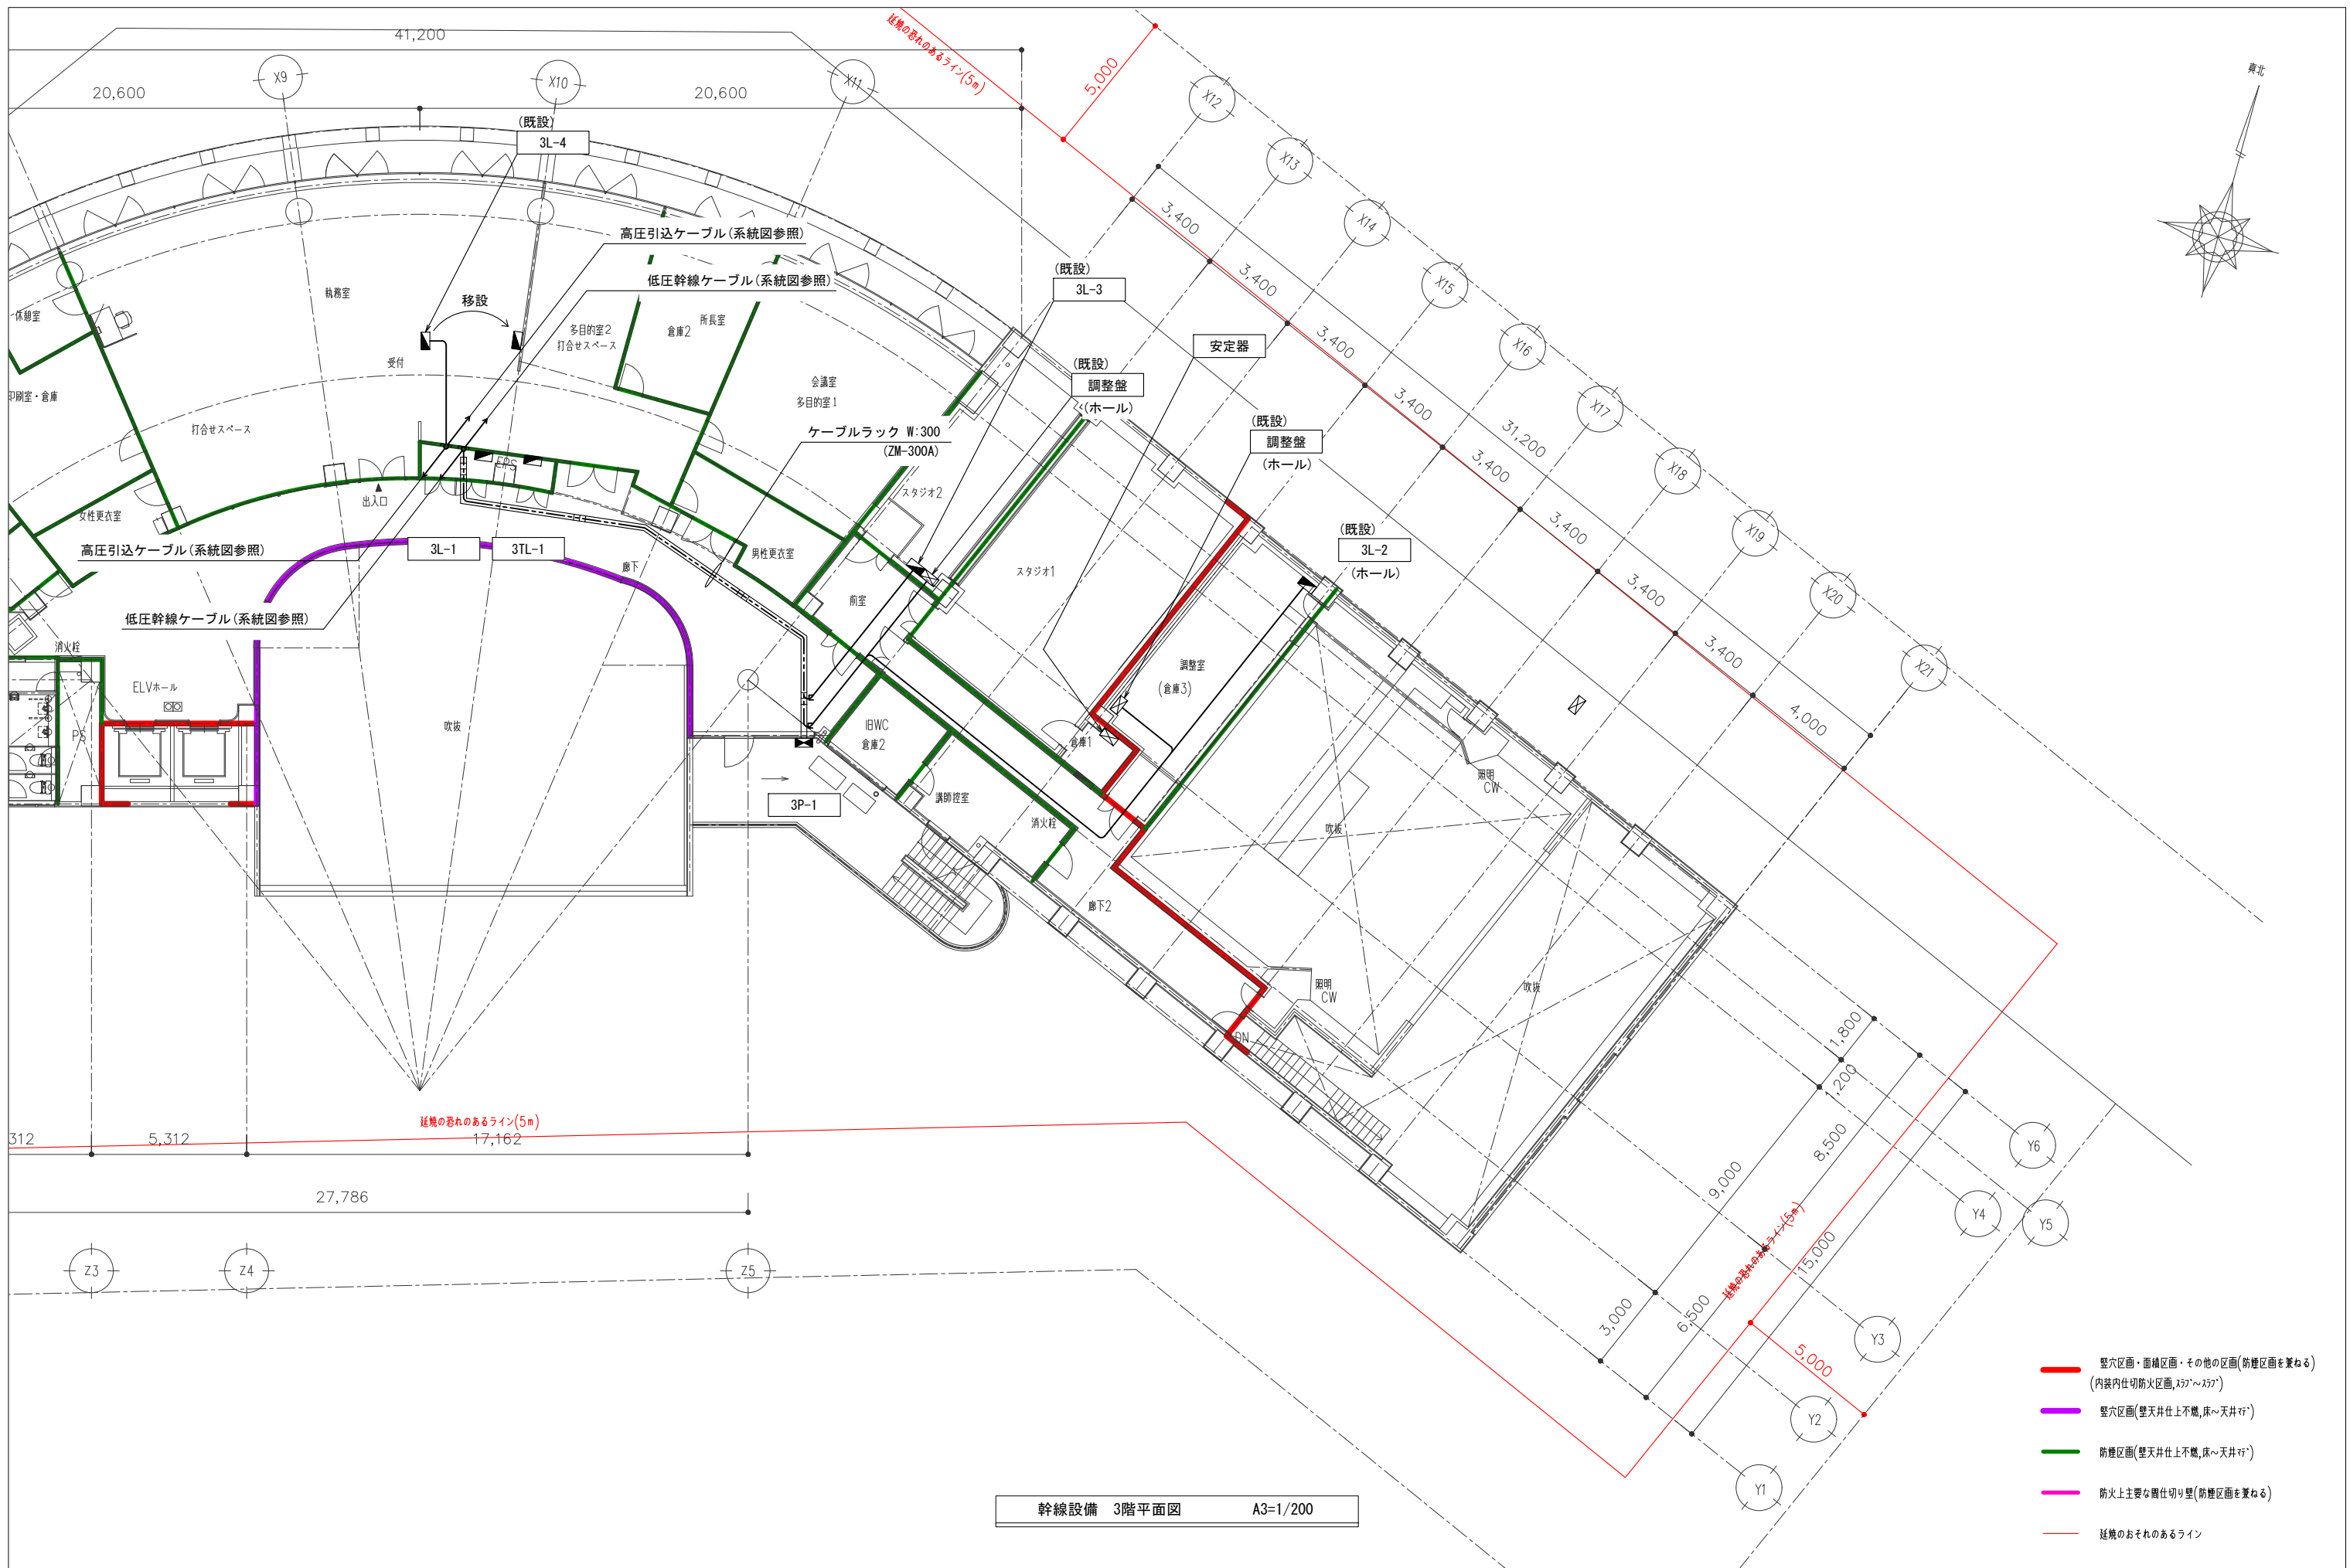 41,200
延焼の恐れのあるライン(5m)
5,000
真北
20,600
20,600
X9
X10
X11
X12
X13
X14
X15
X16
X17
X18
X19
X20
X21
(既設)
3L-4
高圧引込ケーブル(系統図参照)
低圧幹線ケーブル(系統図参照)
移設
執務室
休憩室
受付
多目的室2
打合せスペース
倉庫2
所長室
会議室
多目的室1
印刷室・倉庫
打合せスペース
(既設)
3L-3
(既設)
調整盤
(ホール)
安定器
(既設)
調整盤
(ホール)
(既設)
3L-2
(ホール)
3,400
3,400
3,400
3,400
3,400
3,400
3,400
3,400
4,000
31,200
ケーブルラック W:300
(ZM-300A)
EPS
出入口
女性更衣室
スタジオ2
スタジオ1
高圧引込ケーブル(系統図参照)
3L-1
3TL-1
廊下
男性更衣室
前室
低圧幹線ケーブル(系統図参照)
消火栓
ELVホール
PS
吹抜
調整室
(倉庫3)
倉庫1
旧WC
倉庫2
講師控室
消火栓
3P-1
照明
CW
吹抜
廊下2
照明
CW
吹抜
DN
延焼の恐れのあるライン(5m)
312
5,312
17,162
27,786
Z3
Z4
Z5
1,800
1,200
9,000
8,500
3,000
6,500
15,000
延焼の恐れのあるライン(5m)
5,000
Y6
Y5
Y4
Y3
Y2
Y1
竪穴区画・面積区画・その他の区画(防煙区画を兼ねる)
(内装内仕切防火区画,ｽﾗﾌﾞ～ｽﾗﾌﾞ)
竪穴区画(壁天井仕上不燃,床～天井ﾏﾃﾞ)
防煙区画(壁天井仕上不燃,床～天井ﾏﾃﾞ)
防火上主要な間仕切り壁(防煙区画を兼ねる)
延焼のおそれのあるライン
幹線設備 3階平面図 A3=1/200